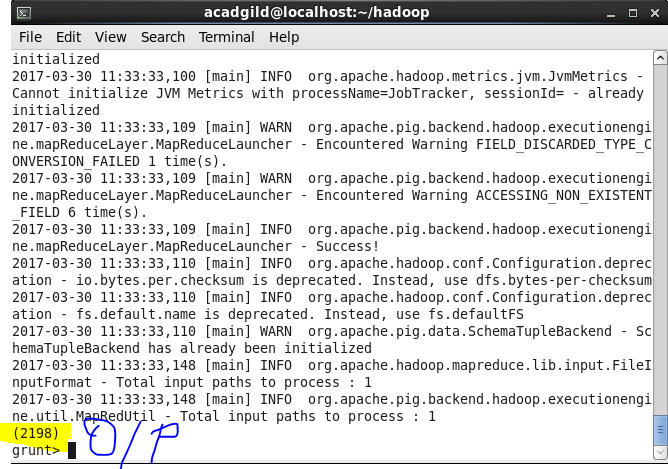 acadgild@localhost:~/hadoop
File Edit View Search Terminal Help
initialized
2017-03-30 11:33:33,100 [main] INFO  org.apache.hadoop.metrics.jvm.JvmMetrics -
Cannot initialize JVM Metrics with processName=JobTracker, sessionId= - already
initialized
2017-03-30 11:33:33,109 [main] WARN  org.apache.pig.backend.hadoop.executionengi
ne.mapReduceLayer.MapReduceLauncher - Encountered Warning FIELD_DISCARDED_TYPE_C
ONVERSION_FAILED 1 time(s).
2017-03-30 11:33:33,109 [main] WARN  org.apache.pig.backend.hadoop.executionengi
ne.mapReduceLayer.MapReduceLauncher - Encountered Warning ACCESSING_NON_EXISTENT
_FIELD 6 time(s).
2017-03-30 11:33:33,109 [main] INFO  org.apache.pig.backend.hadoop.executionengi
ne.mapReduceLayer.MapReduceLauncher - Success!
2017-03-30 11:33:33,110 [main] INFO  org.apache.hadoop.conf.Configuration.deprec
ation - io.bytes.per.checksum is deprecated. Instead, use dfs.bytes-per-checksum
2017-03-30 11:33:33,110 [main] INFO  org.apache.hadoop.conf.Configuration.deprec
ation - fs.default.name is deprecated. Instead, use fs.defaultFS
2017-03-30 11:33:33,110 [main] WARN  org.apache.pig.data.SchemaTupleBackend - Sc
hemaTupleBackend has already been initialized
2017-03-30 11:33:33,148 [main] INFO  org.apache.hadoop.mapreduce.lib.input.FileI
nputFormat - Total input paths to process : 1
2017-03-30 11:33:33,148 [main] INFO  org.apache.pig.backend.hadoop.executionengi
ne.util.MapRedUtil - Total input paths to process : 1
(2198)
grunt> O/P